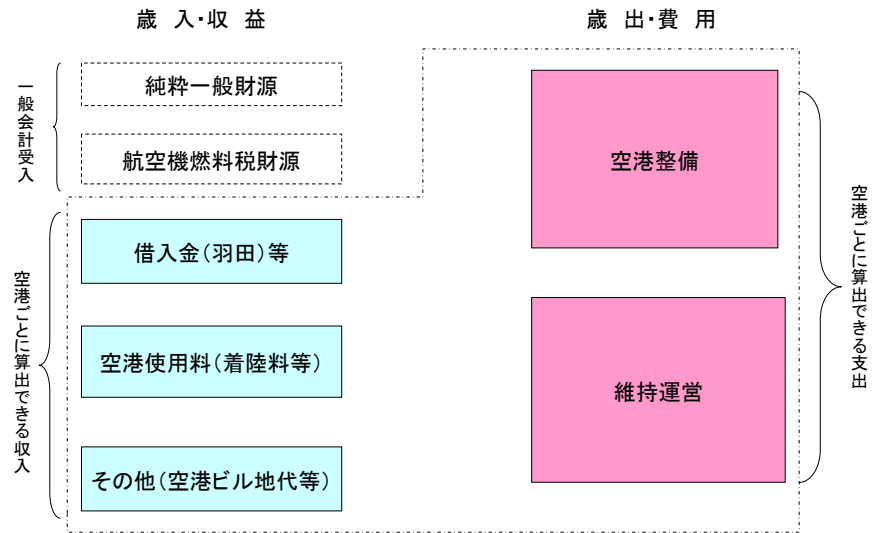 歳 入・収 益
歳 出・費 用
一般会計受入
純粋一般財源
航空機燃料税財源
空港ごとに算出できる収入
借入金(羽田)等
空港使用料(着陸料等)
その他(空港ビル地代等)
空港整備
維持運営
空港ごとに算出できる支出